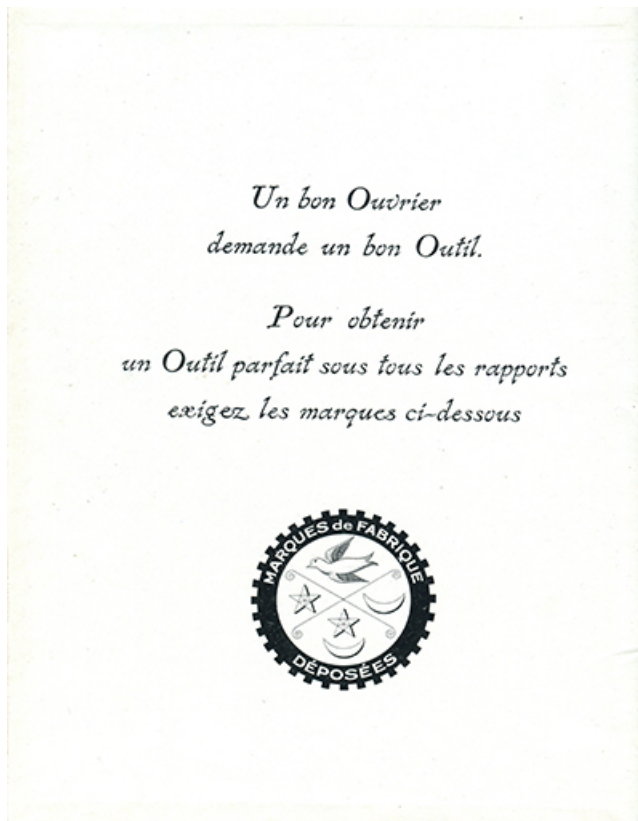 Un bon Ouvrier
demande un bon Outil.
Pour obtenir
un Outil parfait sous tous les rapports
exigez les marques ci-dessous
MARQUES de FABRIQUE
DÉPOSÉES